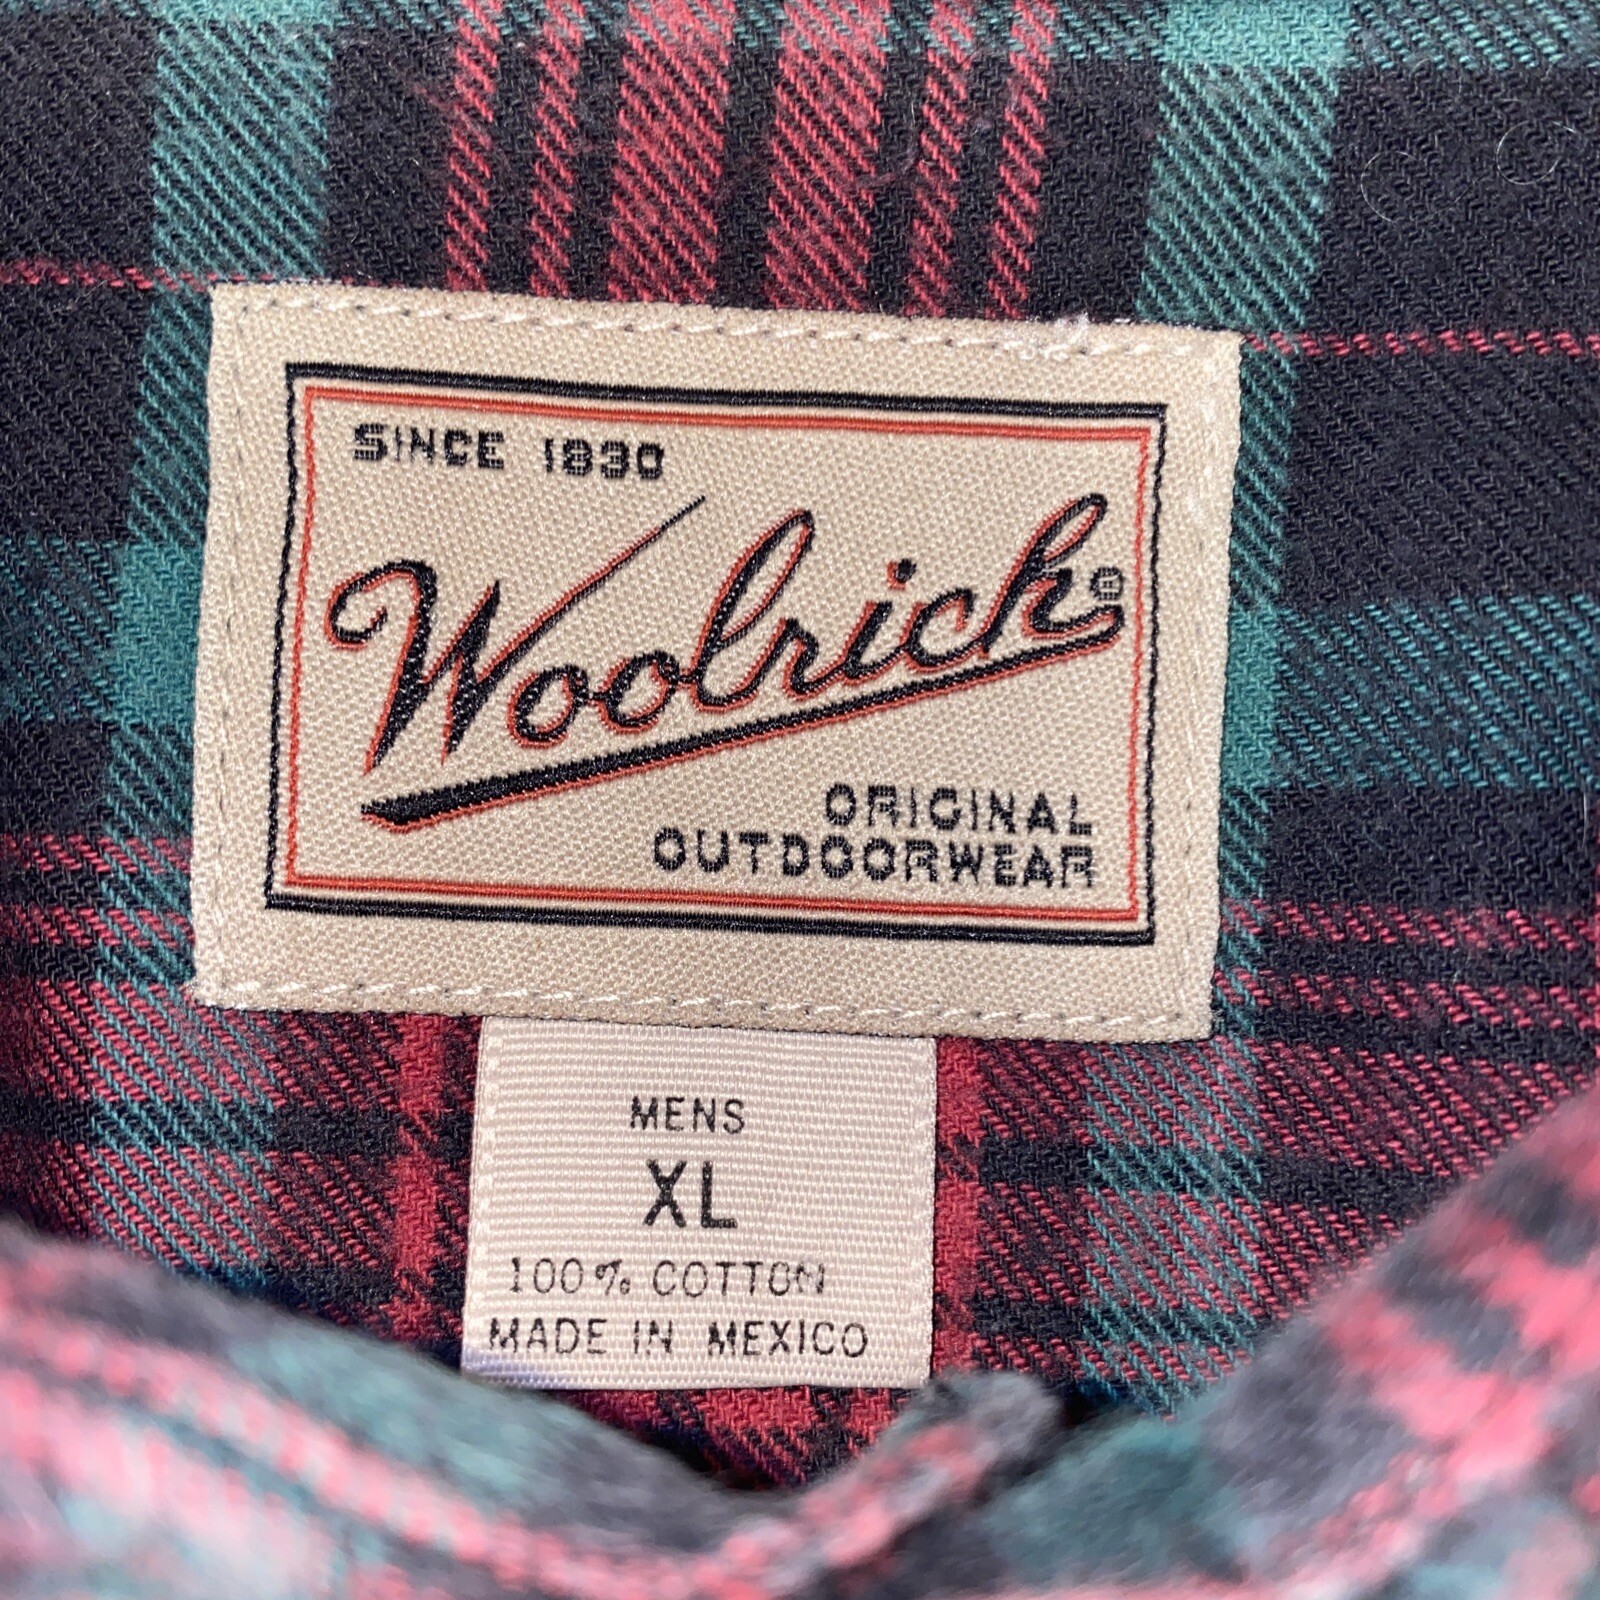 SINCE 1830
Woolrich®
ORIGINAL
OUTDOORWEAR
MENS
XL
100% COTTON
MADE IN MEXICO